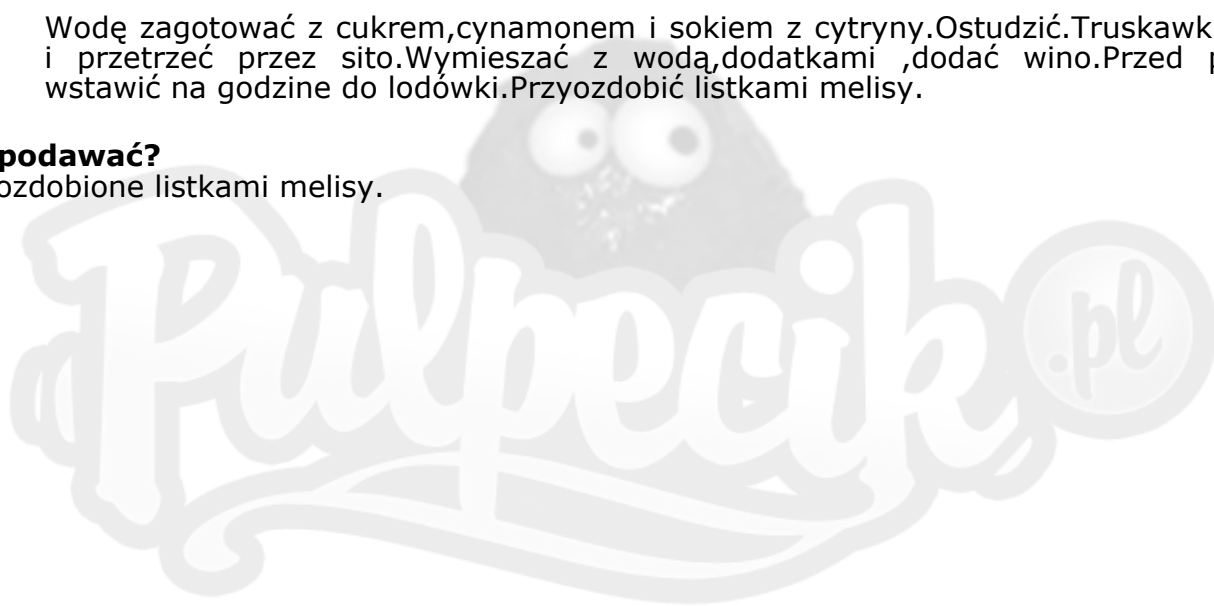 Wodę zagotować z cukrem,cynamonem i sokiem z cytryny.Ostudzić.Truskawk
i przetrzeć przez sito.Wymieszać z wodą,dodatkami ,dodać wino.Przed
wstawić na godzine do lodówki.Przyozdobić listkami melisy.
podawać?
ozdobione listkami melisy.
Pulpecik.pl